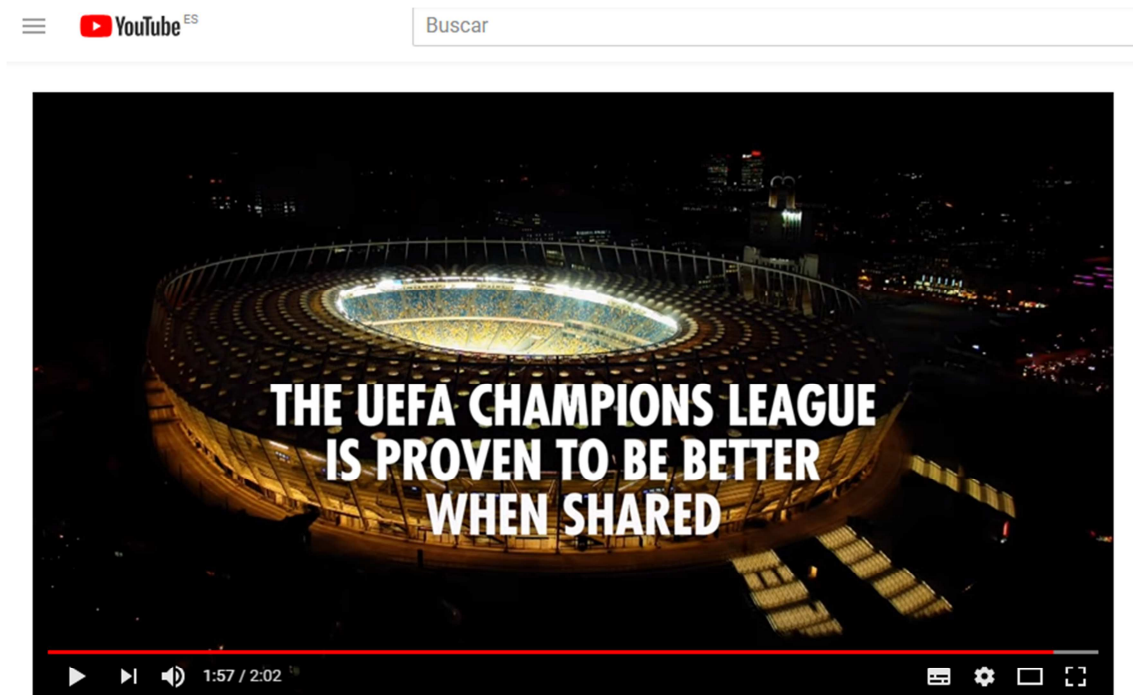 YouTube ES
Buscar
THE UEFA CHAMPIONS LEAGUE
IS PROVEN TO BE BETTER
WHEN SHARED
1:57 / 2:02